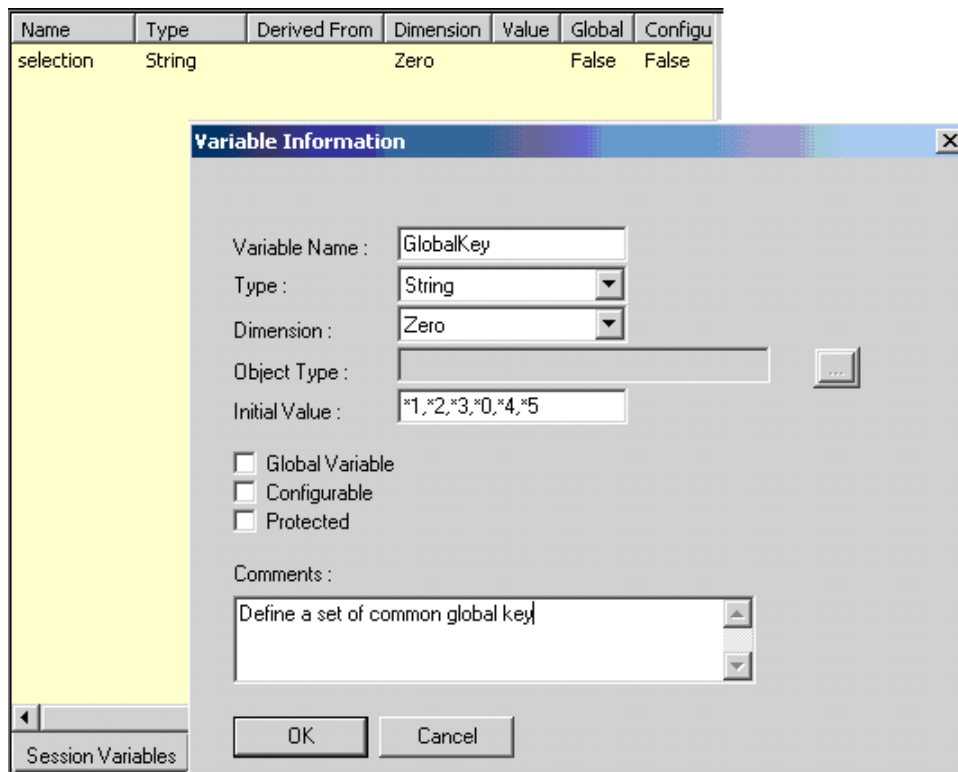 Name Type Derived From Dimension Value Global Configu
selection String Zero False False
Variable Information
Variable Name : GlobalKey
Type : String
Dimension : Zero
Object Type :
...
Initial Value : *1,*2,*3,*0,*4,*5
Global Variable
Configurable
Protected
Comments :
Define a set of common global key
OK Cancel
Session Variables